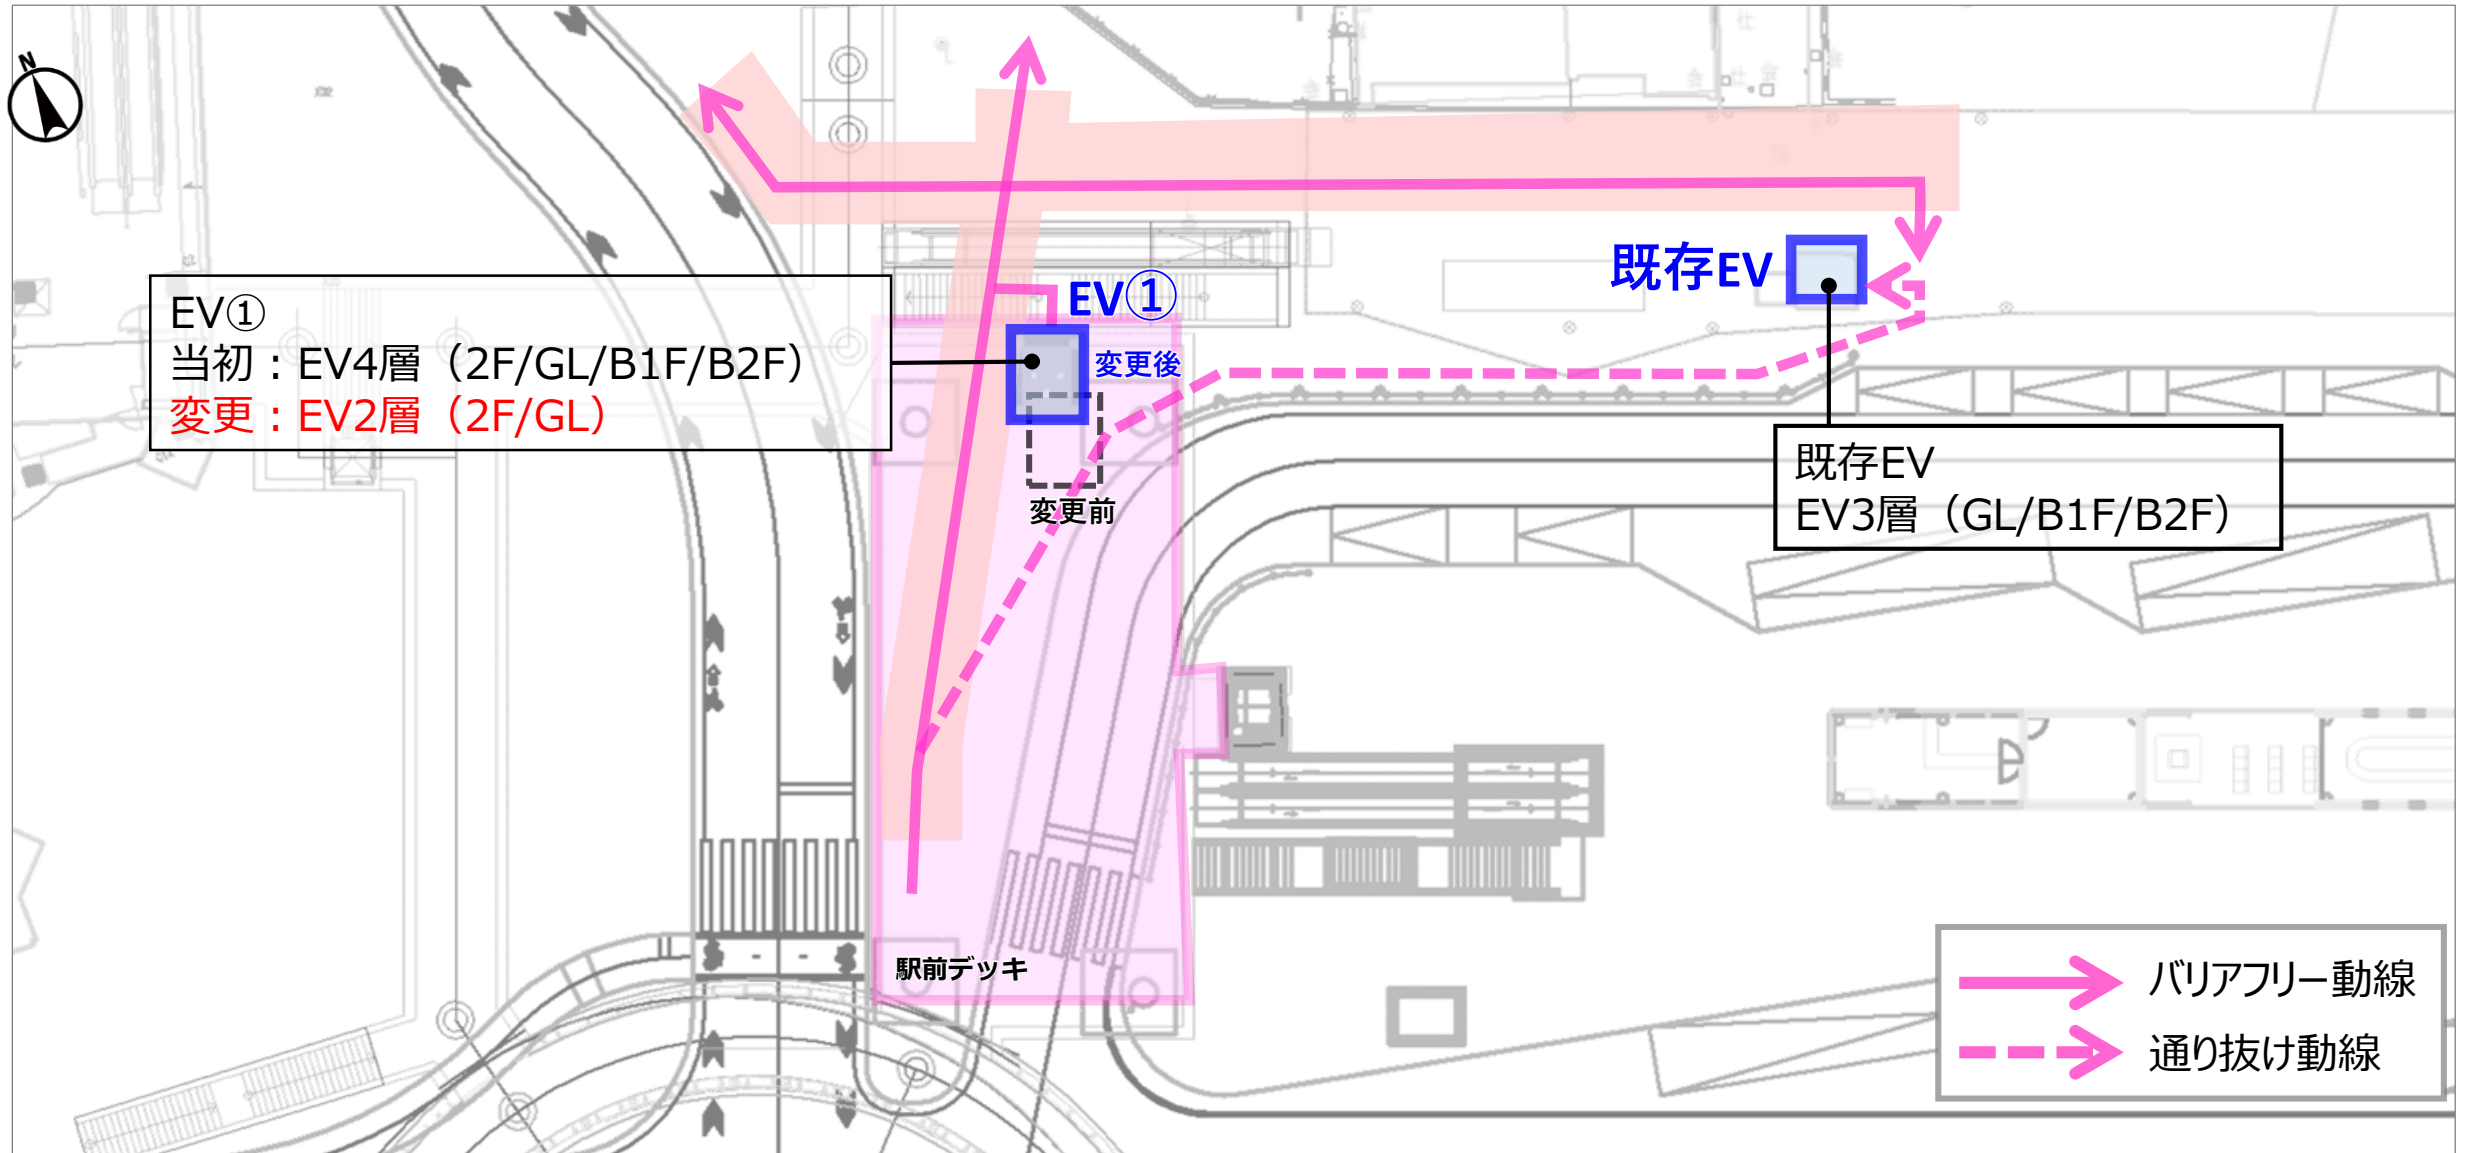 N
既存EV
EV①
EV①
当初：EV4層（2F/GL/B1F/B2F）
変更：EV2層（2F/GL）
変更後
変更前
既存EV
EV3層（GL/B1F/B2F）
駅前デッキ
バリアフリー動線
通り抜け動線